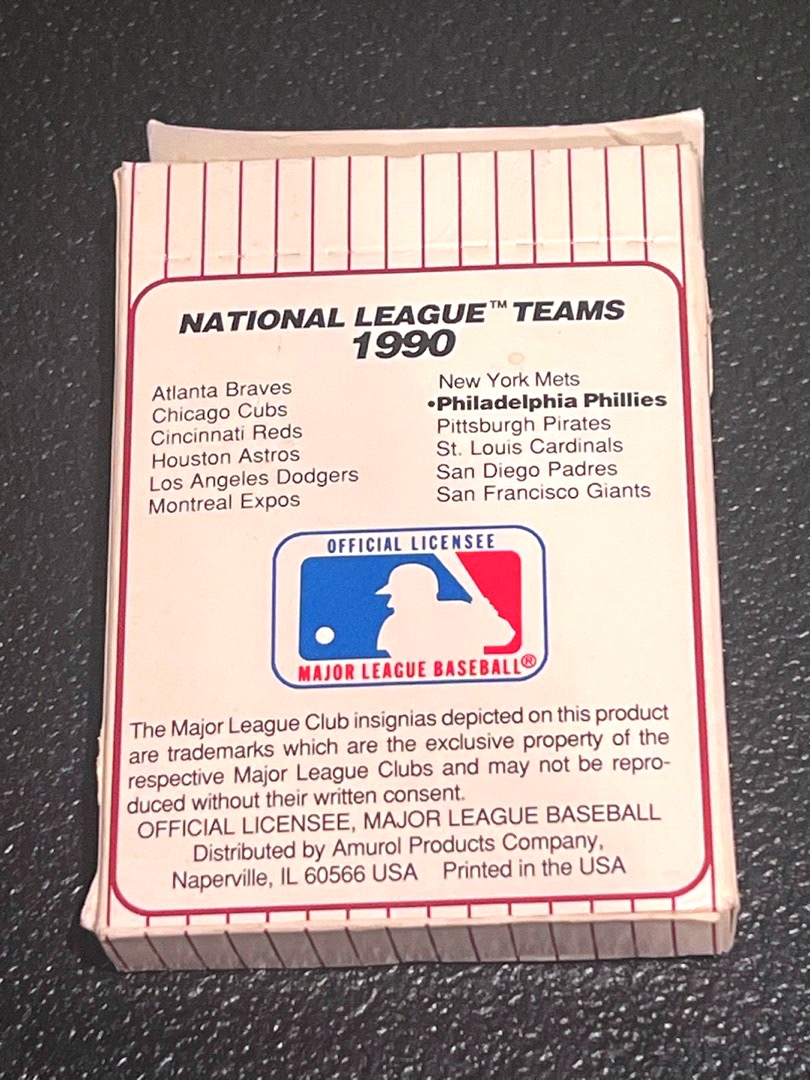 NATIONAL LEAGUE™ TEAMS
1990
Atlanta Braves
Chicago Cubs
Cincinnati Reds
Houston Astros
Los Angeles Dodgers
Montreal Expos
New York Mets
•Philadelphia Phillies
Pittsburgh Pirates
St. Louis Cardinals
San Diego Padres
San Francisco Giants
OFFICIAL LICENSEE
MAJOR LEAGUE BASEBALL®
The Major League Club insignias depicted on this product
are trademarks which are the exclusive property of the
respective Major League Clubs and may not be repro-
duced without their written consent.
OFFICIAL LICENSEE, MAJOR LEAGUE BASEBALL
Distributed by Amurol Products Company,
Naperville, IL 60566 USA Printed in the USA